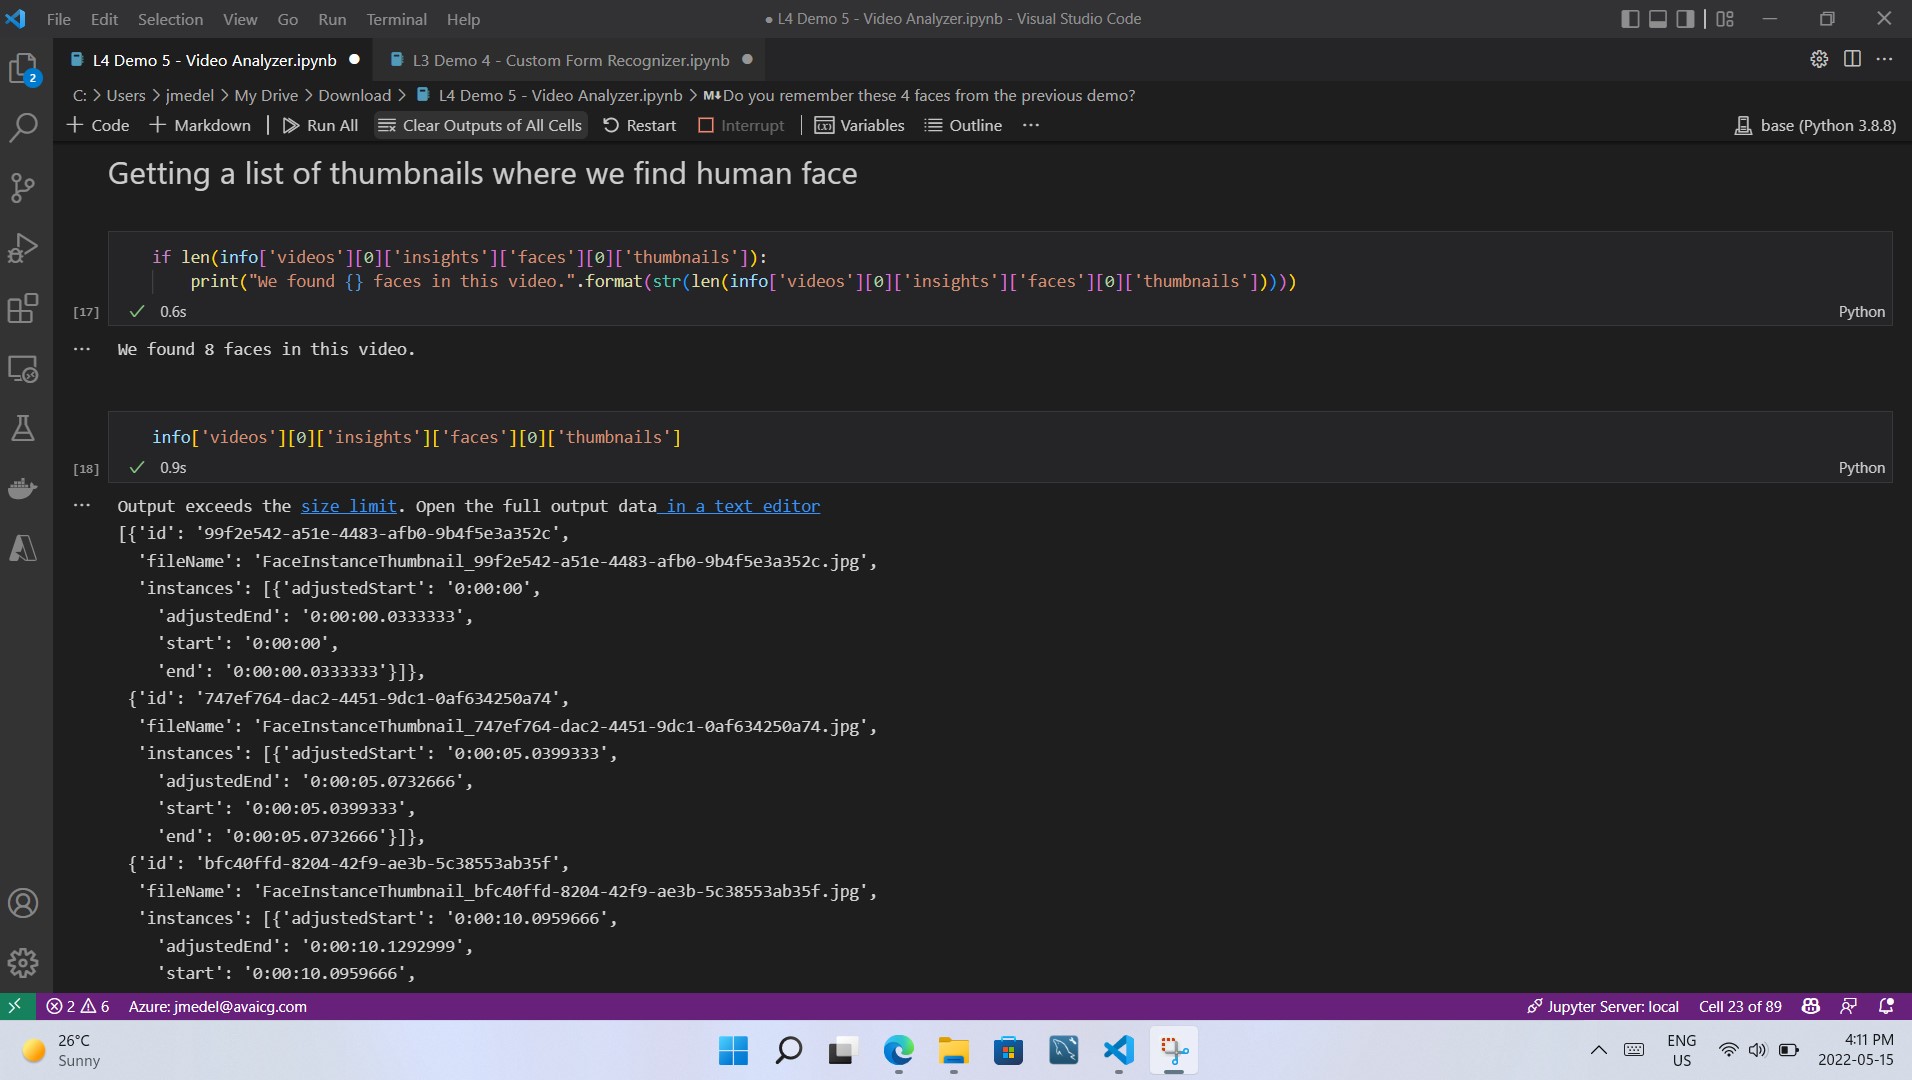 File Edit Selection View Go Run Terminal Help
● L4 Demo 5 - Video Analyzer.ipynb - Visual Studio Code
L4 Demo 5 - Video Analyzer.ipynb ●
L3 Demo 4 - Custom Form Recognizer.ipynb ●
2
C: > Users > jmedel > My Drive > Download > L4 Demo 5 - Video Analyzer.ipynb > M↓Do you remember these 4 faces from the previous demo?
+ Code + Markdown | Run All Clear Outputs of All Cells Restart Interrupt | Variables Outline ···
base (Python 3.8.8)
Getting a list of thumbnails where we find human face
if len(info['videos'][0]['insights']['faces'][0]['thumbnails']):
    print("We found {} faces in this video.".format(str(len(info['videos'][0]['insights']['faces'][0]['thumbnails']))))
[17] ✓ 0.6s Python
··· We found 8 faces in this video.
info['videos'][0]['insights']['faces'][0]['thumbnails']
[18] ✓ 0.9s Python
··· Output exceeds the size limit. Open the full output data in a text editor
[{'id': '99f2e542-a51e-4483-afb0-9b4f5e3a352c',
  'fileName': 'FaceInstanceThumbnail_99f2e542-a51e-4483-afb0-9b4f5e3a352c.jpg',
  'instances': [{'adjustedStart': '0:00:00',
    'adjustedEnd': '0:00:00.0333333',
    'start': '0:00:00',
    'end': '0:00:00.0333333'}]},
 {'id': '747ef764-dac2-4451-9dc1-0af634250a74',
  'fileName': 'FaceInstanceThumbnail_747ef764-dac2-4451-9dc1-0af634250a74.jpg',
  'instances': [{'adjustedStart': '0:00:05.0399333',
    'adjustedEnd': '0:00:05.0732666',
    'start': '0:00:05.0399333',
    'end': '0:00:05.0732666'}]},
 {'id': 'bfc40ffd-8204-42f9-ae3b-5c38553ab35f',
  'fileName': 'FaceInstanceThumbnail_bfc40ffd-8204-42f9-ae3b-5c38553ab35f.jpg',
  'instances': [{'adjustedStart': '0:00:10.0959666',
    'adjustedEnd': '0:00:10.1292999',
    'start': '0:00:10.0959666',
2 6 Azure: jmedel@avaicg.com
Jupyter Server: local Cell 23 of 89
26°C
Sunny
ENG
US
4:11 PM
2022-05-15